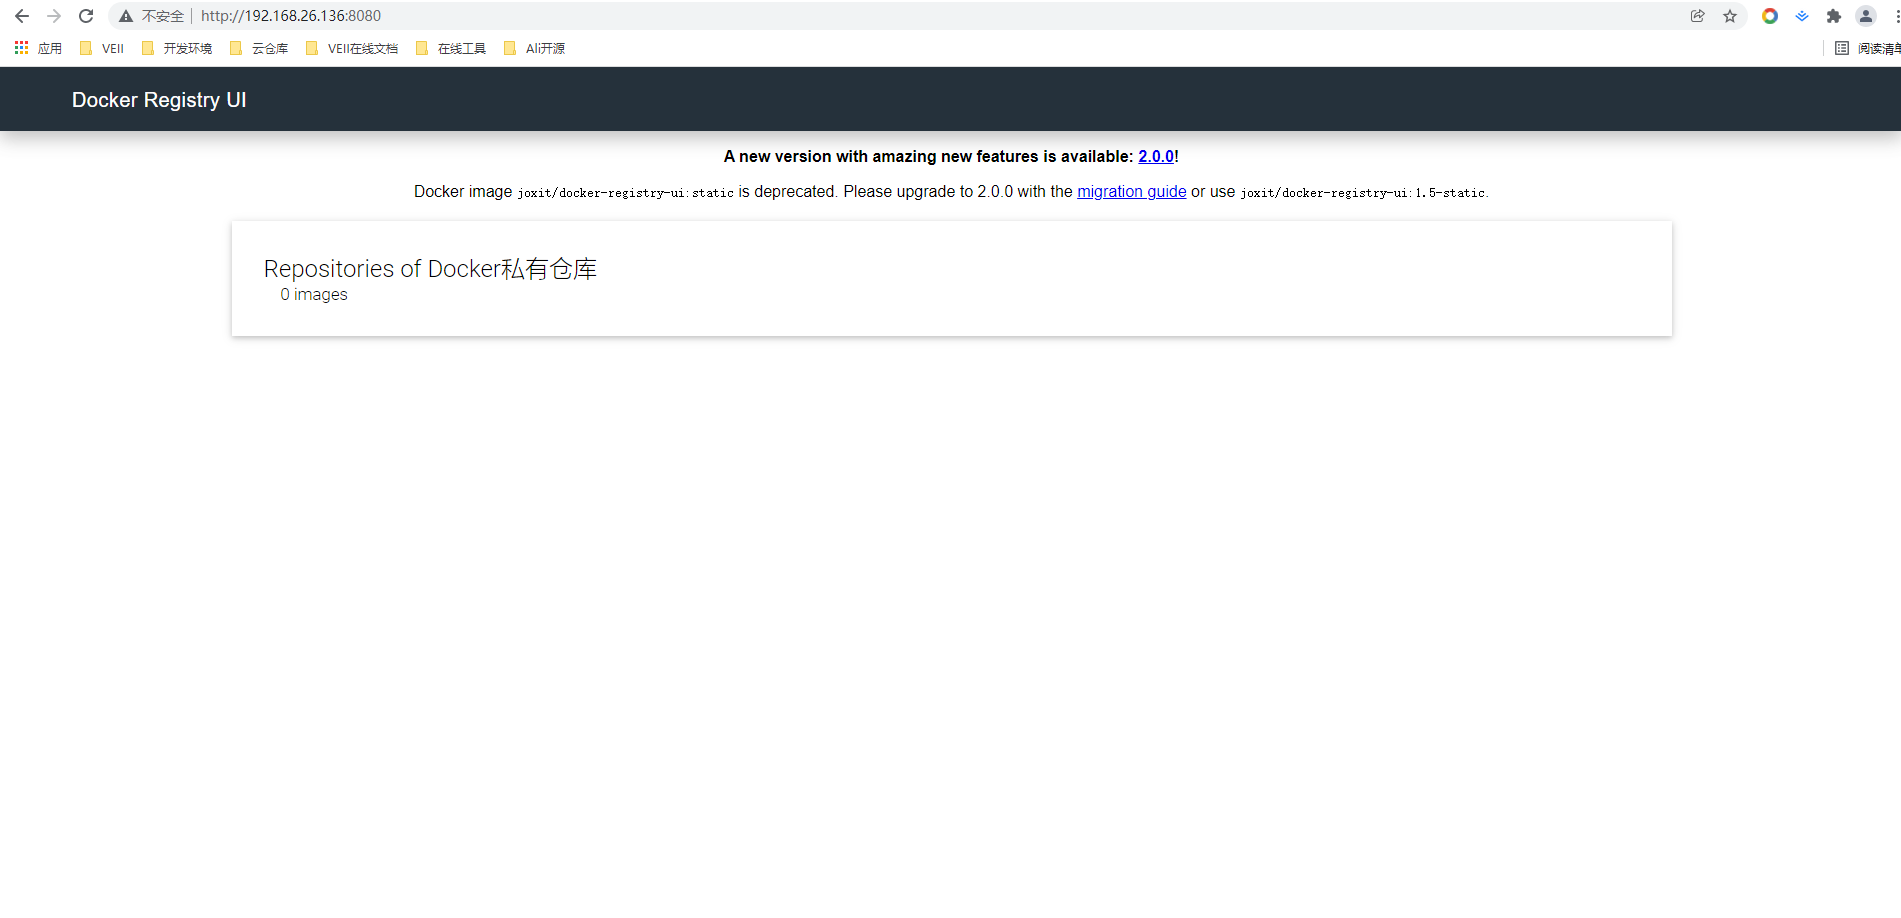 不安全 | http://192.168.26.136:8080
应用 VEII 开发环境 云仓库 VEII在线文档 在线工具 Ali开源
Docker Registry UI
A new version with amazing new features is available: 2.0.0!
Docker image joxit/docker-registry-ui:static is deprecated. Please upgrade to 2.0.0 with the migration guide or use joxit/docker-registry-ui:1.5-static.
Repositories of Docker私有仓库
0 images